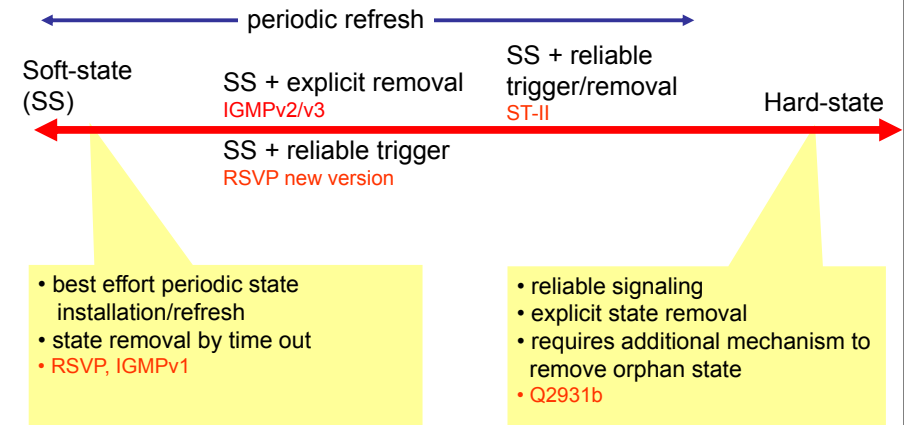 periodic refresh
Soft-state
(SS)
SS + explicit removal
IGMPv2/v3
SS + reliable trigger
RSVP new version
SS + reliable
trigger/removal
ST-II
Hard-state
• best effort periodic state
installation/refresh
• state removal by time out
• RSVP, IGMPv1
• reliable signaling
• explicit state removal
• requires additional mechanism to
remove orphan state
• Q2931b